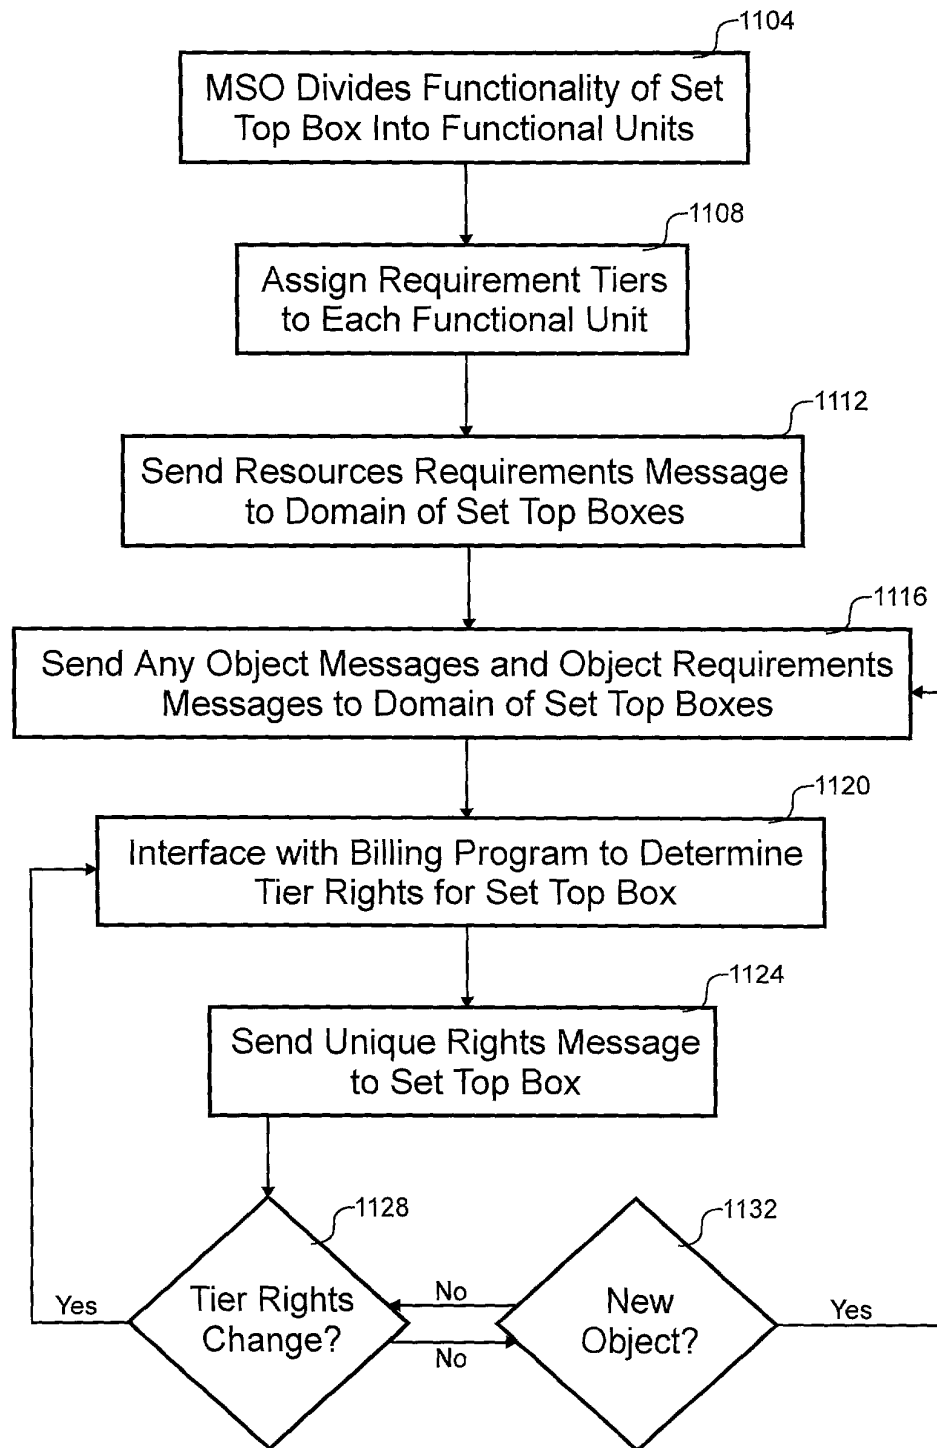 1104
MSO Divides Functionality of Set
Top Box Into Functional Units
1108
Assign Requirement Tiers
to Each Functional Unit
1112
Send Resources Requirements Message
to Domain of Set Top Boxes
1116
Send Any Object Messages and Object Requirements
Messages to Domain of Set Top Boxes
1120
Interface with Billing Program to Determine
Tier Rights for Set Top Box
1124
Send Unique Rights Message
to Set Top Box
1128
1132
Yes
Tier Rights
Change?
No
No
New
Object?
Yes